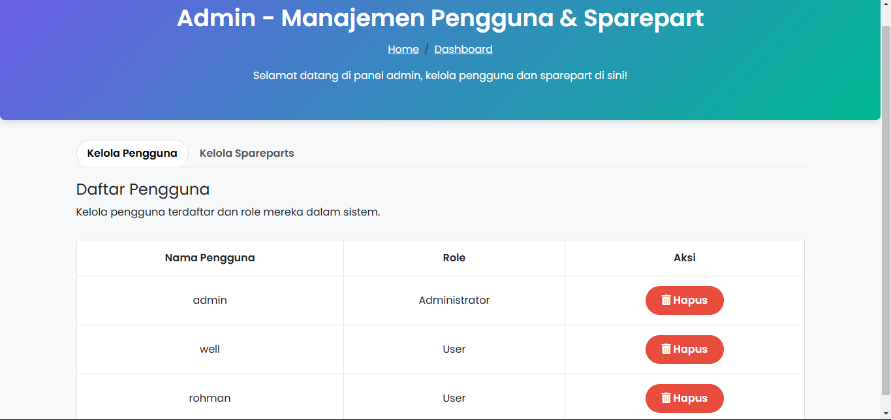 Admin - Manajemen Pengguna & Sparepart
Home / Dashboard
Selamat datang di panel admin, kelola pengguna dan sparepart di sini!
Kelola Pengguna Kelola Spareparts
Daftar Pengguna
Kelola pengguna terdaftar dan role mereka dalam sistem.
Nama Pengguna Role Aksi
admin Administrator Hapus
well User Hapus
rohman User Hapus